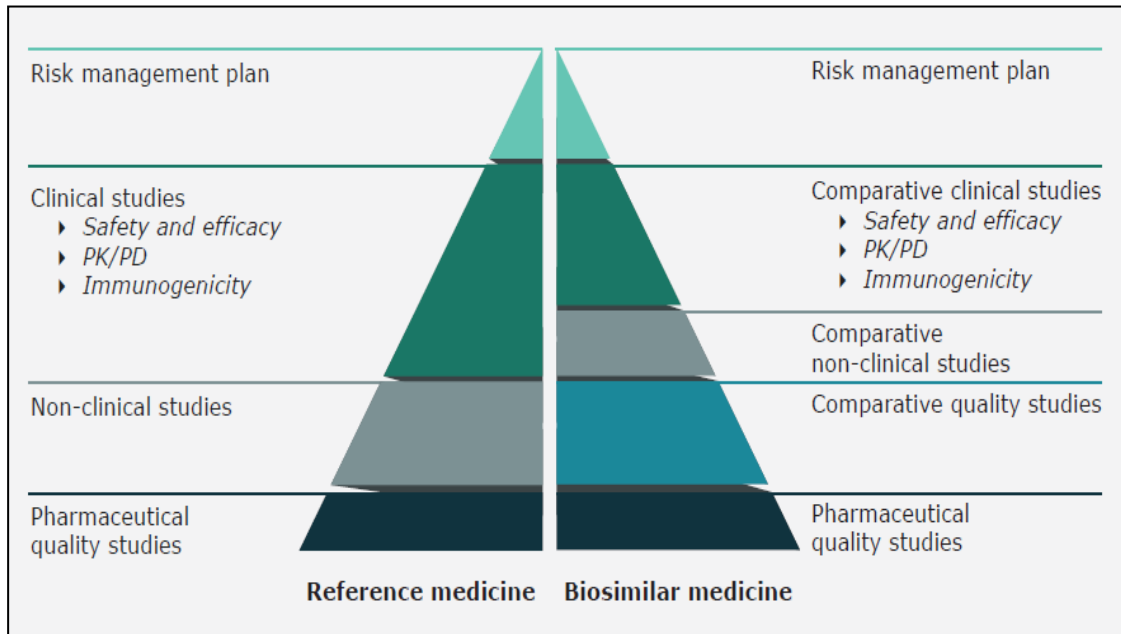 Risk management plan
Clinical studies
Safety and efficacy
PK/PD
Immunogenicity
Non-clinical studies
Pharmaceutical
quality studies
Risk management plan
Comparative clinical studies
Safety and efficacy
PK/PD
Immunogenicity
Comparative
non-clinical studies
Comparative quality studies
Pharmaceutical
quality studies
Reference medicine
Biosimilar medicine